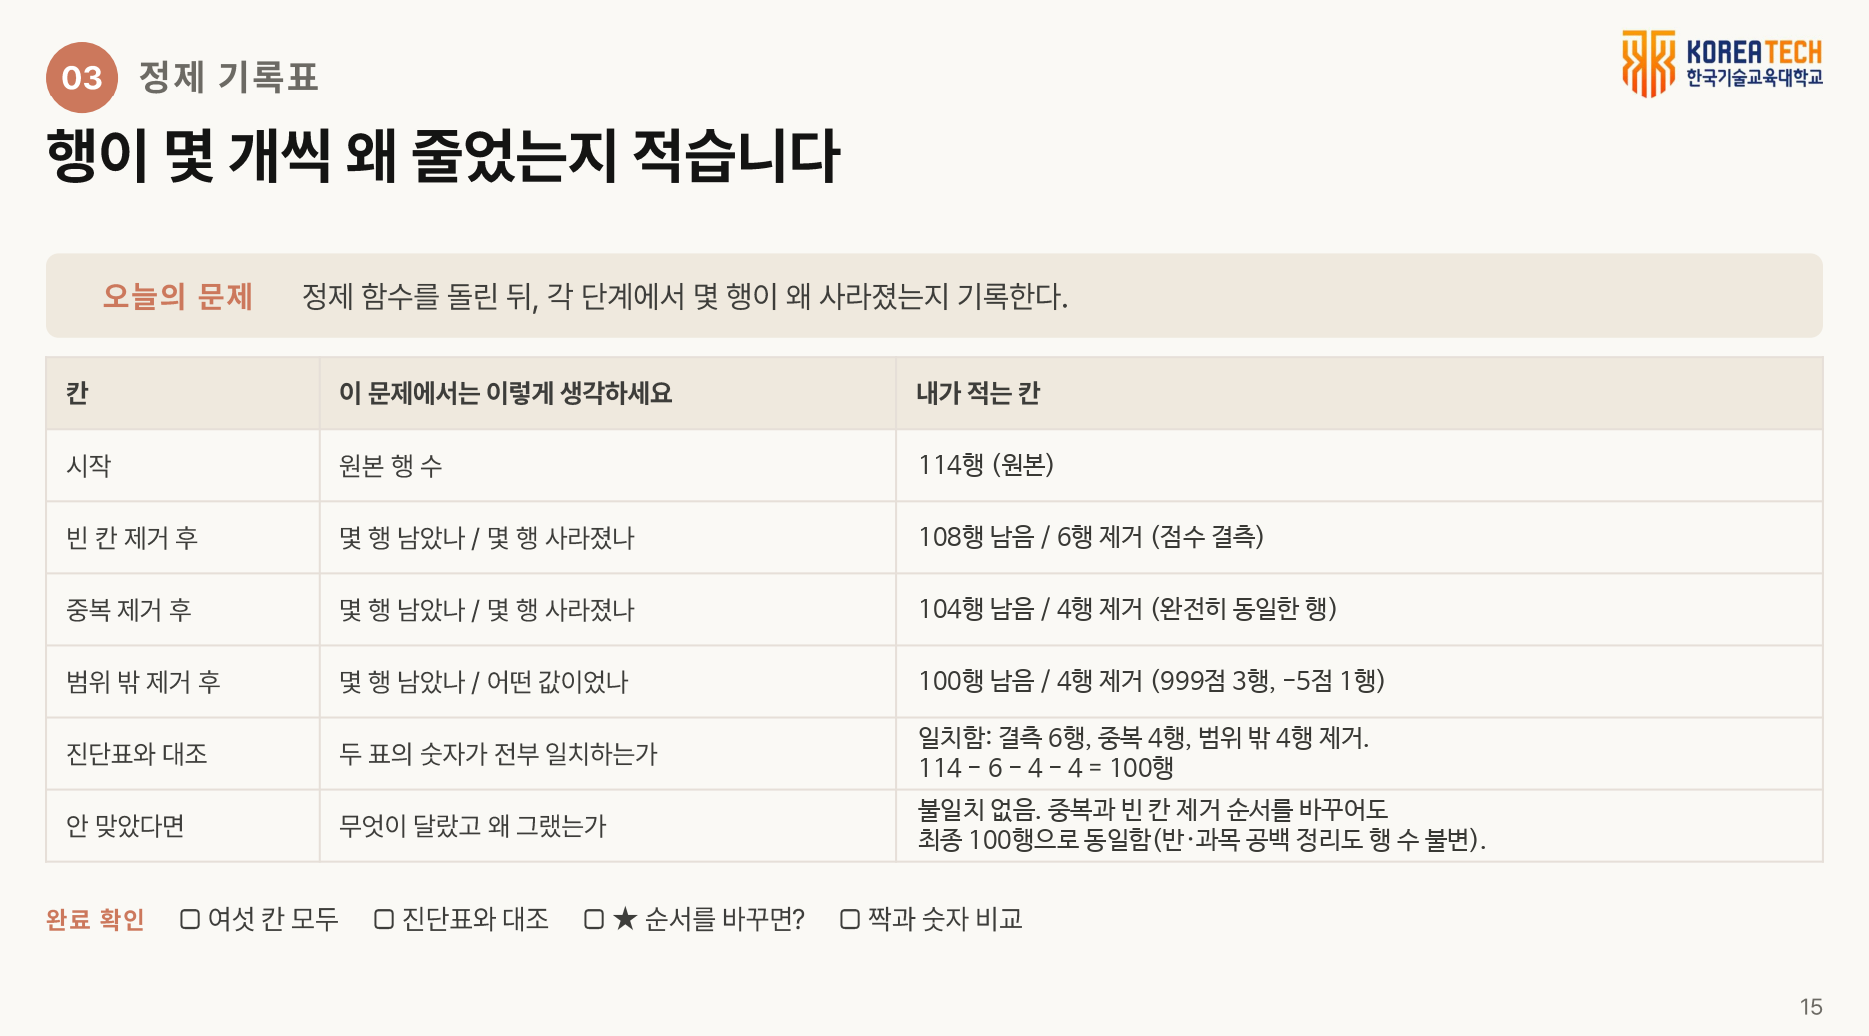 03 정제 기록표
KOREATECH
한국기술교육대학교
행이 몇 개씩 왜 줄었는지 적습니다
오늘의 문제 정제 함수를 돌린 뒤, 각 단계에서 몇 행이 왜 사라졌는지 기록한다.
칸 이 문제에서는 이렇게 생각하세요 내가 적는 칸
시작 원본 행 수 114행 (원본)
빈 칸 제거 후 몇 행 남았나 / 몇 행 사라졌나 108행 남음 / 6행 제거 (점수 결측)
중복 제거 후 몇 행 남았나 / 몇 행 사라졌나 104행 남음 / 4행 제거 (완전히 동일한 행)
범위 밖 제거 후 몇 행 남았나 / 어떤 값이었나 100행 남음 / 4행 제거 (999점 3행, -5점 1행)
진단표와 대조 두 표의 숫자가 전부 일치하는가 일치함: 결측 6행, 중복 4행, 범위 밖 4행 제거.
114 - 6 - 4 - 4 = 100행
안 맞았다면 무엇이 달랐고 왜 그랬는가 불일치 없음. 중복과 빈 칸 제거 순서를 바꾸어도
최종 100행으로 동일함(반·과목 공백 정리도 행 수 불변).
완료 확인 ▢ 여섯 칸 모두 ▢ 진단표와 대조 ▢ ★ 순서를 바꾸면? ▢ 짝과 숫자 비교
15